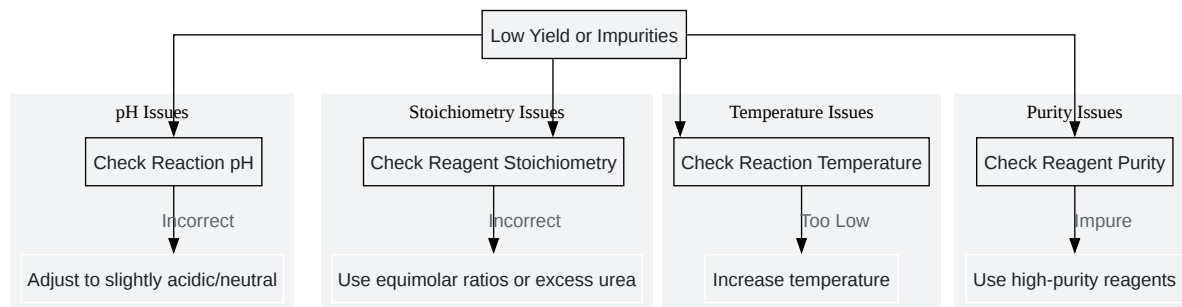 Low Yield or Impurities
pH Issues
Stoichiometry Issues
Temperature Issues
Purity Issues
Check Reaction pH
Check Reagent Stoichiometry
Check Reaction Temperature
Check Reagent Purity
Incorrect
Incorrect
Too Low
Impure
Adjust to slightly acidic/neutral
Use equimolar ratios or excess urea
Increase temperature
Use high-purity reagents